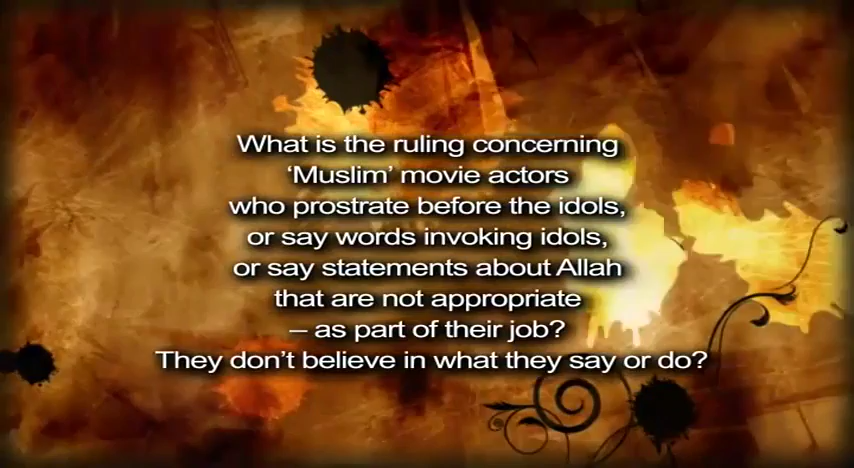 What is the ruling concerning
‘Muslim’ movie actors
who prostrate before the idols,
or say words invoking idols,
or say statements about Allah
that are not appropriate
– as part of their job?
They don’t believe in what they say or do?